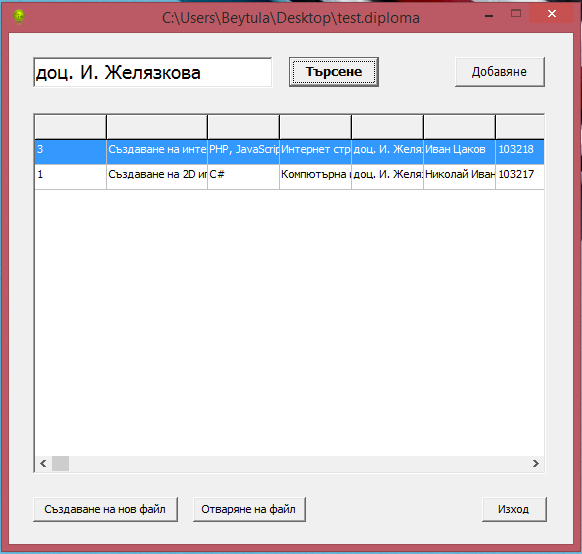 C:\Users\Beytula\Desktop\test.diploma
доц. И. Желязкова Търсене Добавяне
3 Създаване на инте PHP, JavaScrip Интернет стр доц. И. Желя Иван Цаков 103218
1 Създаване на 2D иг C# Компютърна доц. И. Желя Николай Иван 103217
Създаване на нов файл Отваряне на файл Изход